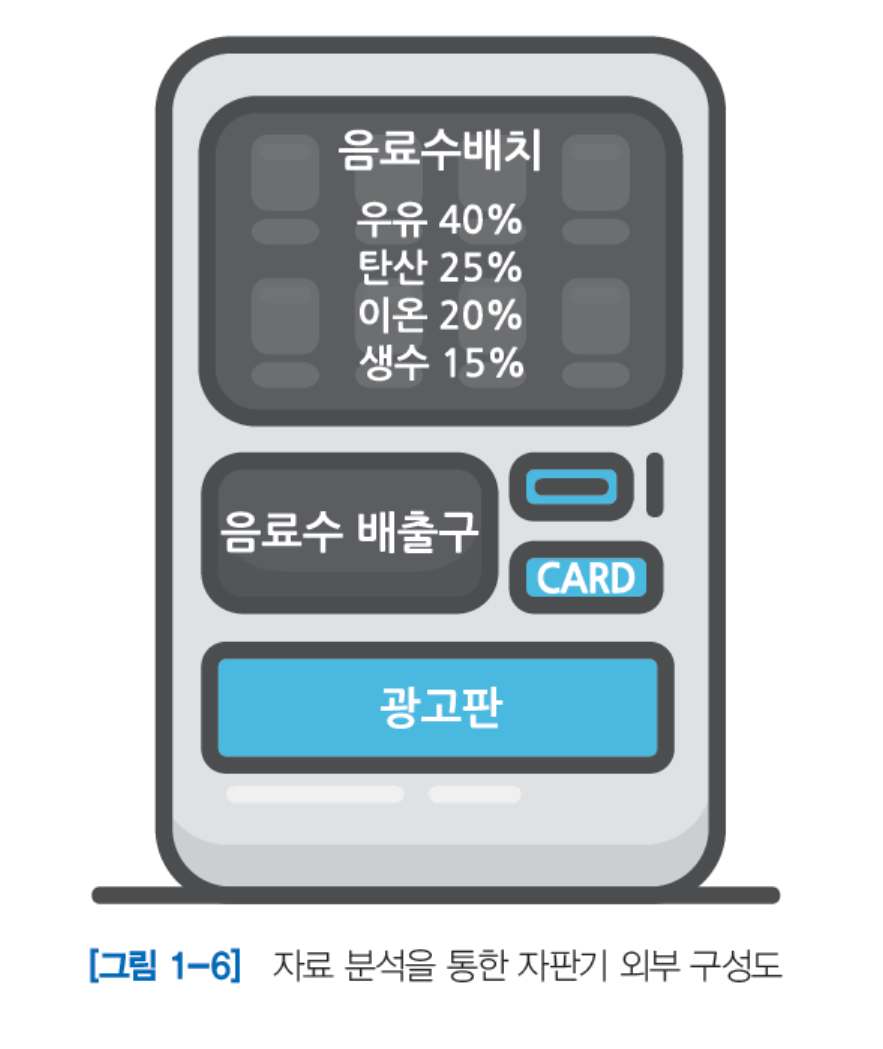 음료수배치
우유 40%
탄산 25%
이온 20%
생수 15%
음료수 배출구
CARD
광고판
[그림 1-6] 자료 분석을 통한 자판기 외부 구성도